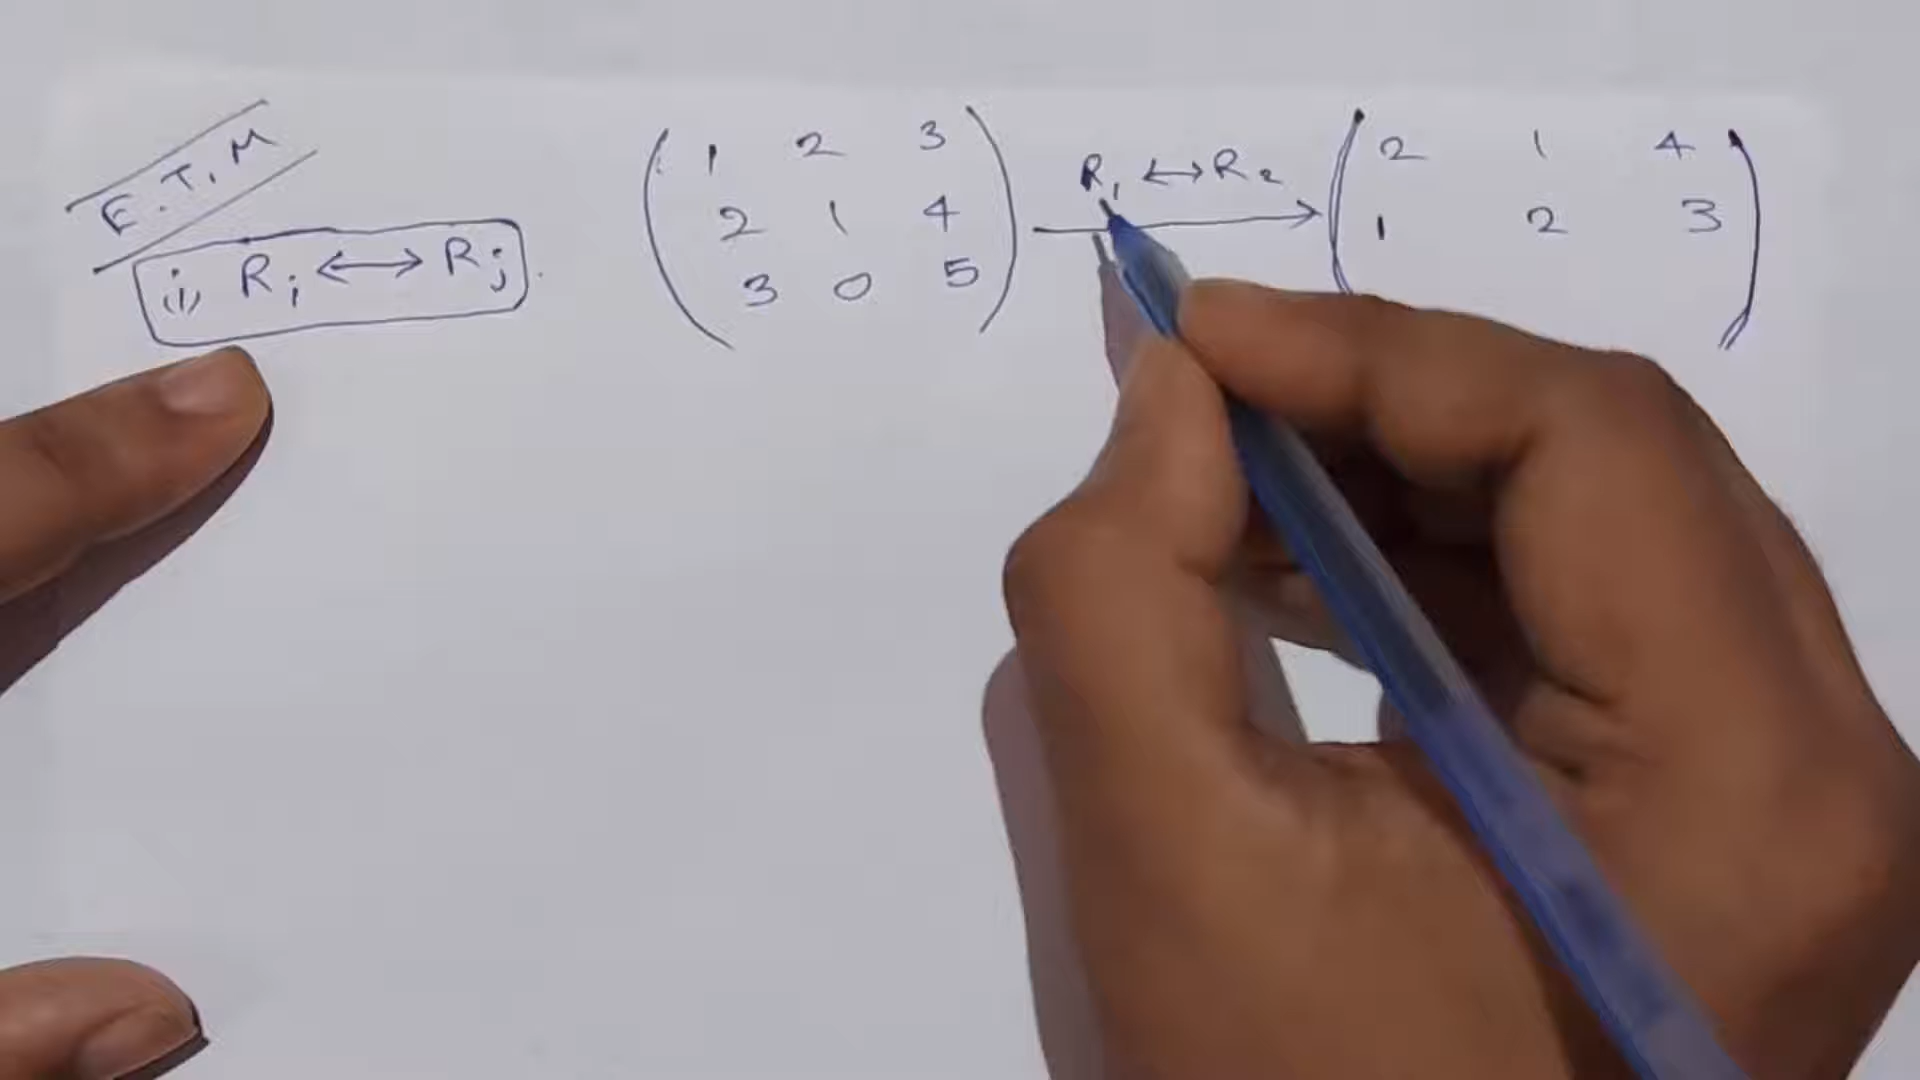 E.T.M
(i) Ri ⟷ Rj
1 2 3
2 1 4
3 0 5
R1 ⟷ R2
2 1 4
1 2 3